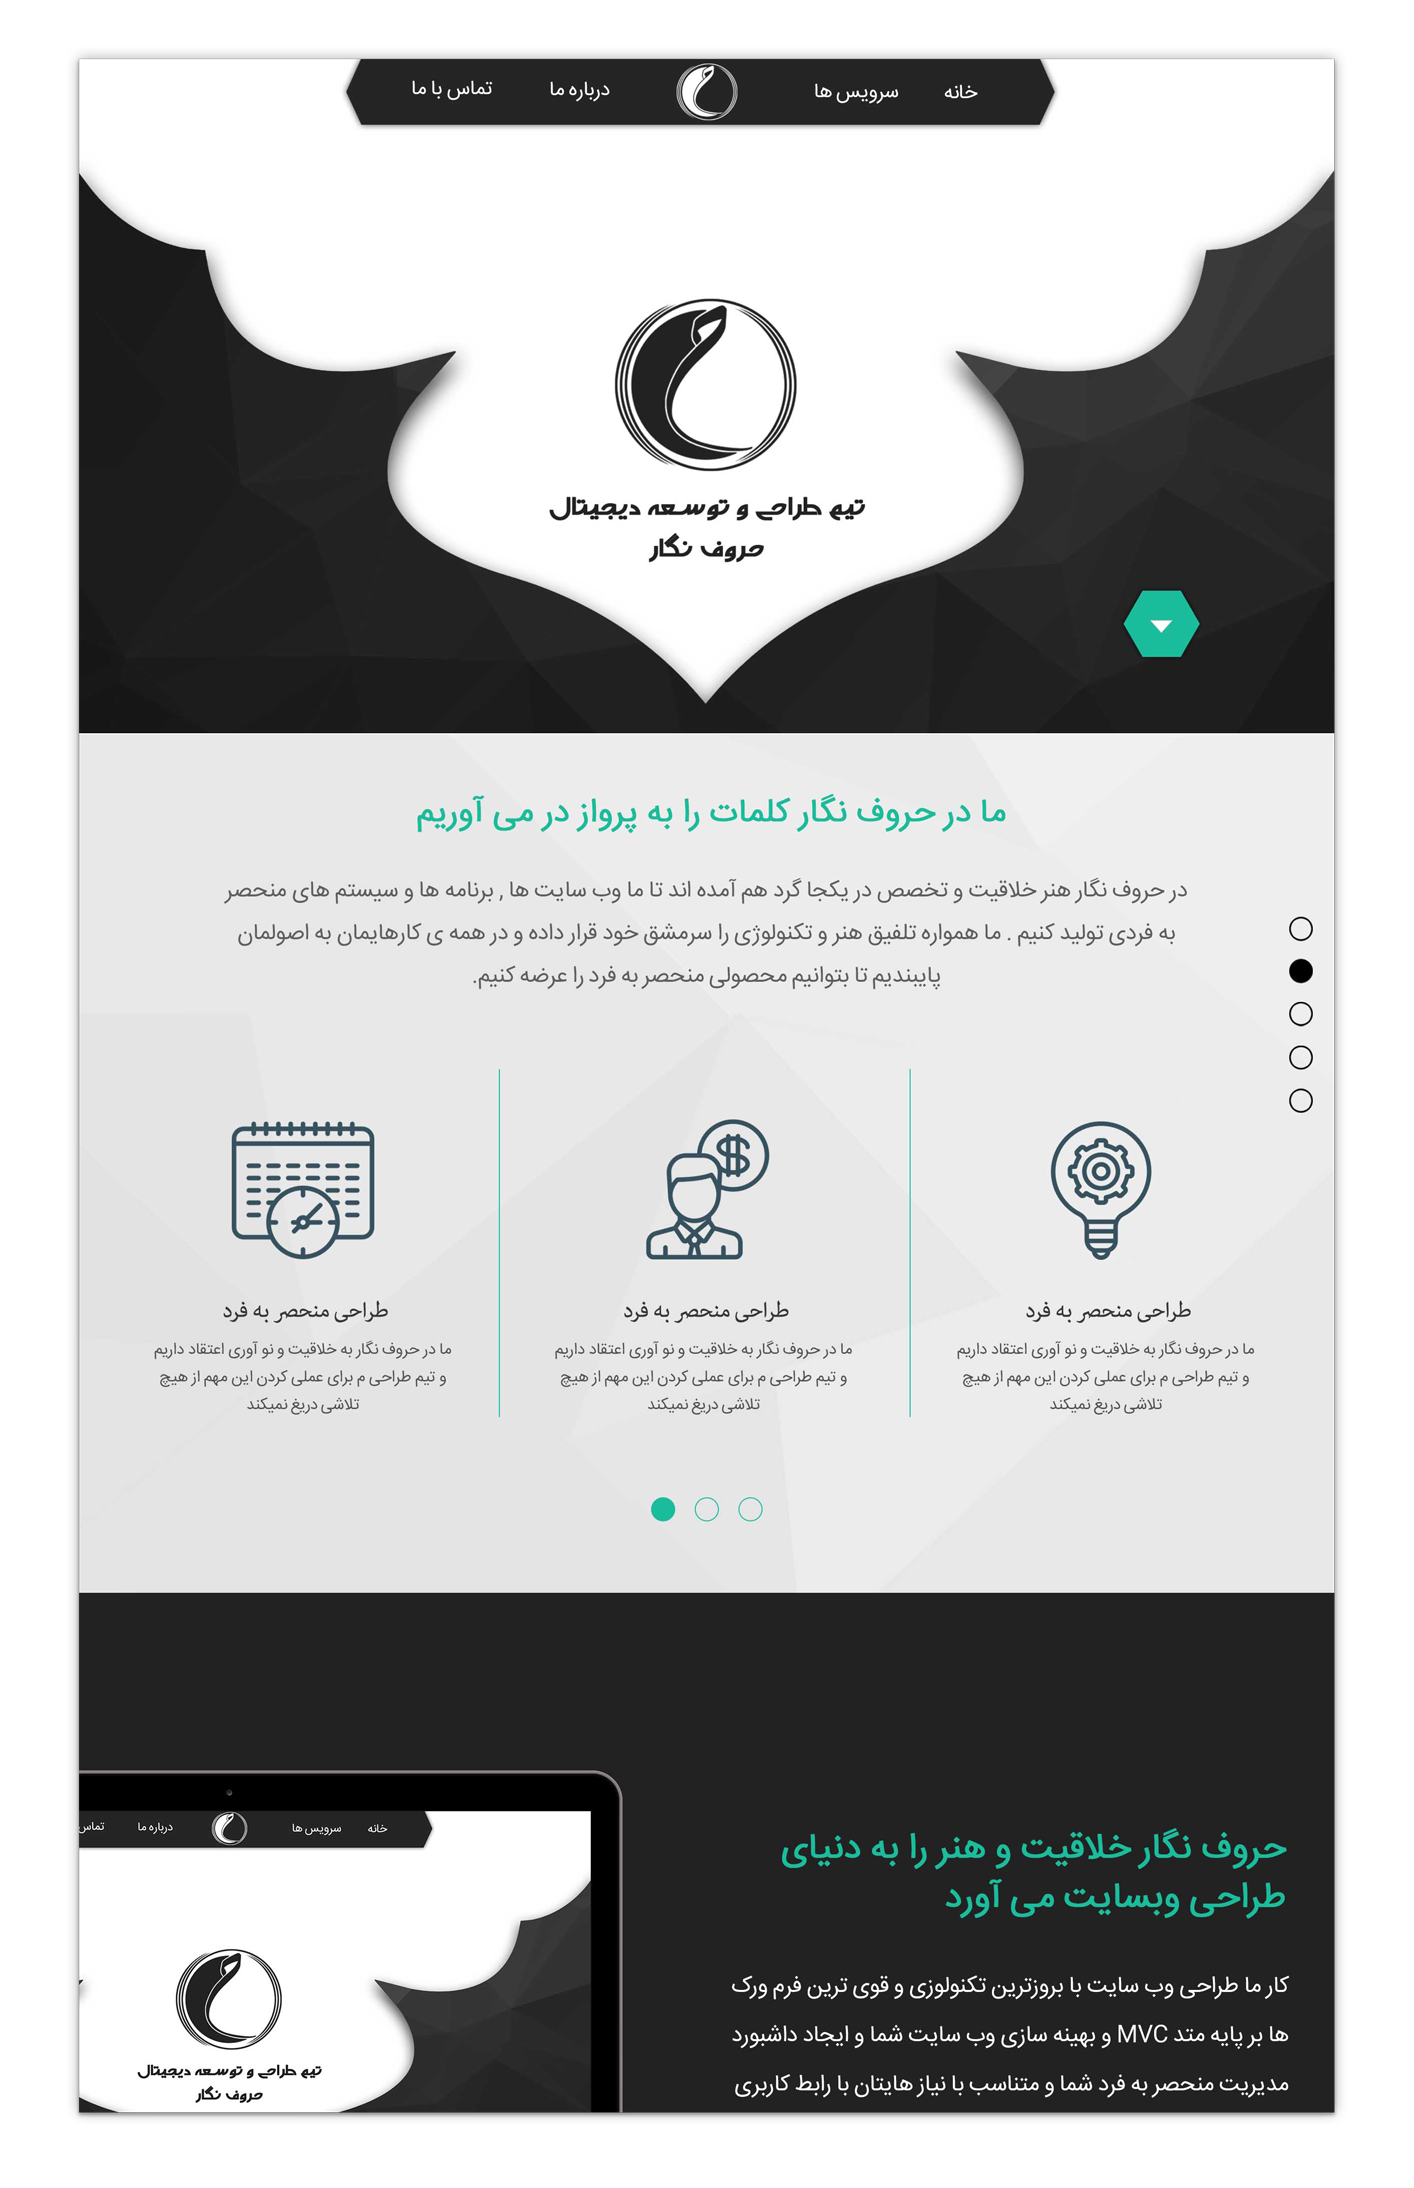 خانه
سرویس ها
درباره ما
تماس با ما
تیم طراحی و توسعه دیجیتال
حروف نگار
ما در حروف نگار کلمات را به پرواز در می آوریم
در حروف نگار هنر خلاقیت و تخصص در یکجا گرد هم آمده اند تا ما وب سایت ها , برنامه ها و سیستم های منحصر
به فردی تولید کنیم . ما همواره تلفیق هنر و تکنولوژی را سرمشق خود قرار داده و در همه ی کارهایمان به اصولمان
پایبندیم تا بتوانیم محصولی منحصر به فرد را عرضه کنیم.
طراحی منحصر به فرد
ما در حروف نگار به خلاقیت و نو آوری اعتقاد داریم
و تیم طراحی م برای عملی کردن این مهم از هیچ
تلاشی دریغ نمیکند
طراحی منحصر به فرد
ما در حروف نگار به خلاقیت و نو آوری اعتقاد داریم
و تیم طراحی م برای عملی کردن این مهم از هیچ
تلاشی دریغ نمیکند
طراحی منحصر به فرد
ما در حروف نگار به خلاقیت و نو آوری اعتقاد داریم
و تیم طراحی م برای عملی کردن این مهم از هیچ
تلاشی دریغ نمیکند
حروف نگار خلاقیت و هنر را به دنیای
طراحی وبسایت می آورد
کار ما طراحی وب سایت با بروزترین تکنولوزی و قوی ترین فرم ورک
ها بر پایه متد MVC و بهینه سازی وب سایت شما و ایجاد داشبورد
مدیریت منحصر به فرد شما و متناسب با نیاز هایتان با رابط کاربری
خانه
سرویس ها
درباره ما
تماس
تیم طراحی و توسعه دیجیتال
حروف نگار